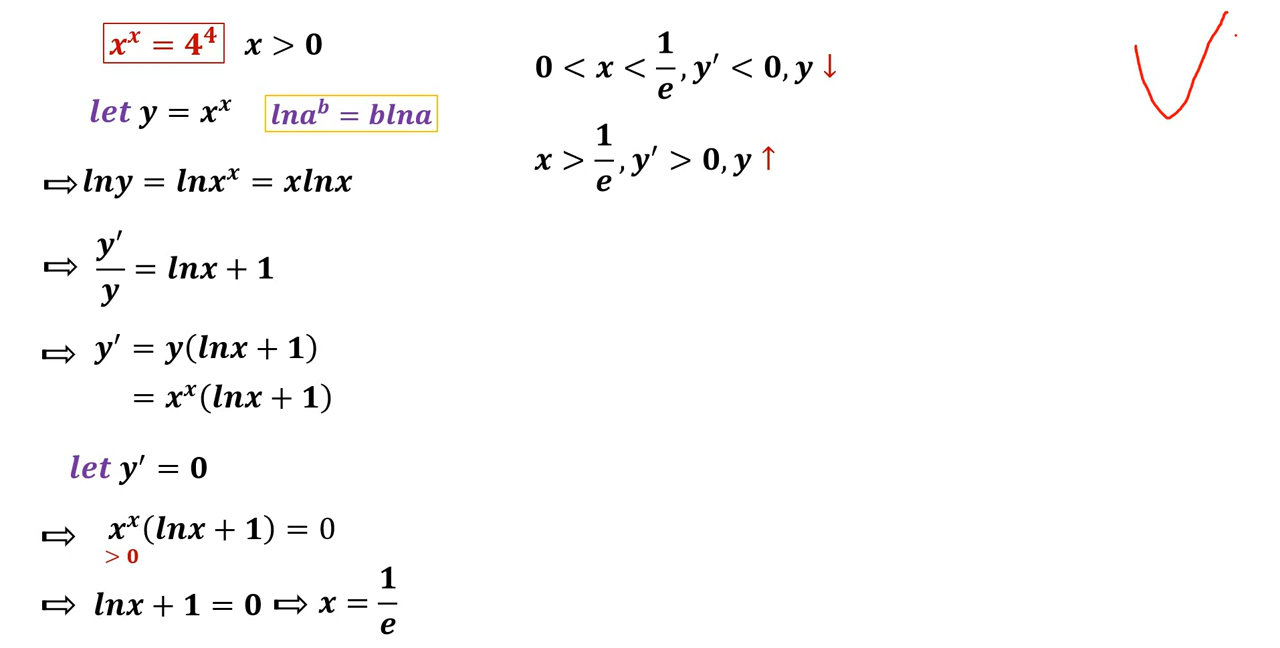 x^x = 4^4 x > 0
let y = x^x lna^b = blna
⇒ lny = lnx^x = xlnx
⇒ y′/y = lnx + 1
⇒ y′ = y(lnx + 1)
= x^x(lnx + 1)
let y′ = 0
⇒ x^x(lnx + 1) = 0
> 0
⇒ lnx + 1 = 0 ⇒ x = 1/e
0 < x < 1/e, y′ < 0, y ↓
x > 1/e, y′ > 0, y ↑